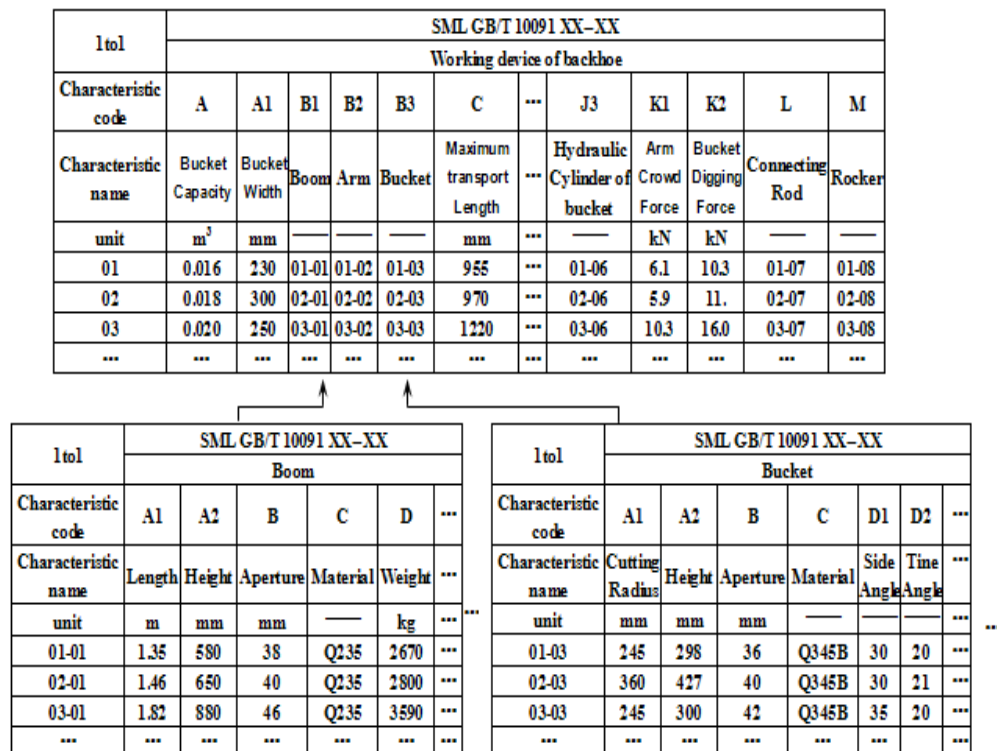 1to1 SML GB/T 10091 XX–XX
Working device of backhoe
Characteristic code A A1 B1 B2 B3 C ... J3 K1 K2 L M
Characteristic name Bucket Capacity Bucket Width Boom Arm Bucket Maximum transport Length ... Hydraulic Cylinder of bucket Arm Crowd Force Bucket Digging Force Connecting Rod Rocker
unit m³ mm — — — mm ... — kN kN — —
01 0.016 230 01-01 01-02 01-03 955 ... 01-06 6.1 10.3 01-07 01-08
02 0.018 300 02-01 02-02 02-03 970 ... 02-06 5.9 11. 02-07 02-08
03 0.020 250 03-01 03-02 03-03 1220 ... 03-06 10.3 16.0 03-07 03-08
... ... ... ... ... ... ... ... ... ... ... ... ...
1to1 SML GB/T 10091 XX–XX
Boom
Characteristic code A1 A2 B C D ...
Characteristic name Length Height Aperture Material Weight ...
unit m mm mm — kg ...
01-01 1.35 580 38 Q235 2670 ...
02-01 1.46 650 40 Q235 2800 ...
03-01 1.82 880 46 Q235 3590 ...
... ... ... ... ... ... ...
...
1to1 SML GB/T 10091 XX–XX
Bucket
Characteristic code A1 A2 B C D1 D2 ...
Characteristic name Cutting Radius Height Aperture Material Side Angle Tine Angle ...
unit mm mm mm — — — ...
01-03 245 298 36 Q345B 30 20 ...
02-03 360 427 40 Q345B 30 21 ...
03-03 245 300 42 Q345B 35 20 ...
... ... ... ... ... ... ... ...
...